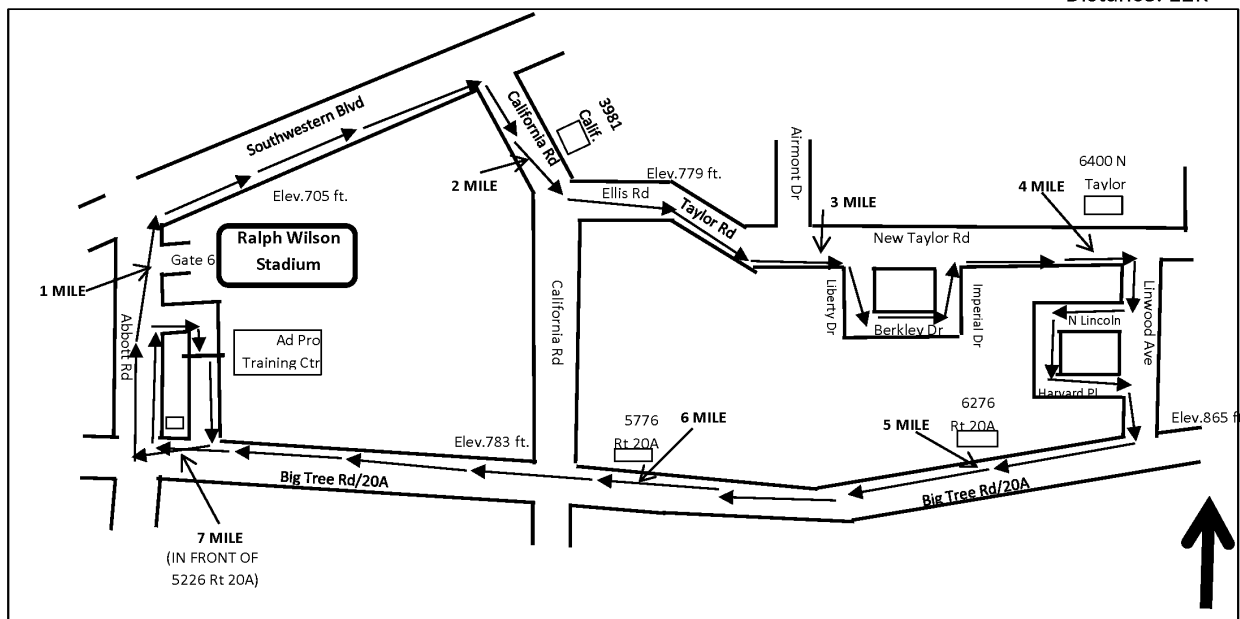 Southwestern Blvd
California Rd
3981
Calif.
Airmont Dr
6400 N
Taylor
2 MILE
Elev.779 ft.
4 MILE
Elev.705 ft.
Ellis Rd
Taylor Rd
3 MILE
New Taylor Rd
Ralph Wilson
Stadium
Gate 6
1 MILE
Abbott Rd
Ad Pro
Training Ctr
California Rd
Liberty Dr
Berkley Dr
Imperial Dr
N Lincoln
Linwood Ave
Harvard Pl
Elev.783 ft.
5776
Rt 20A
6 MILE
6276
Rt 20A
5 MILE
Elev.865 f
Big Tree Rd/20A
Big Tree Rd/20A
7 MILE
(IN FRONT OF
5226 Rt 20A)